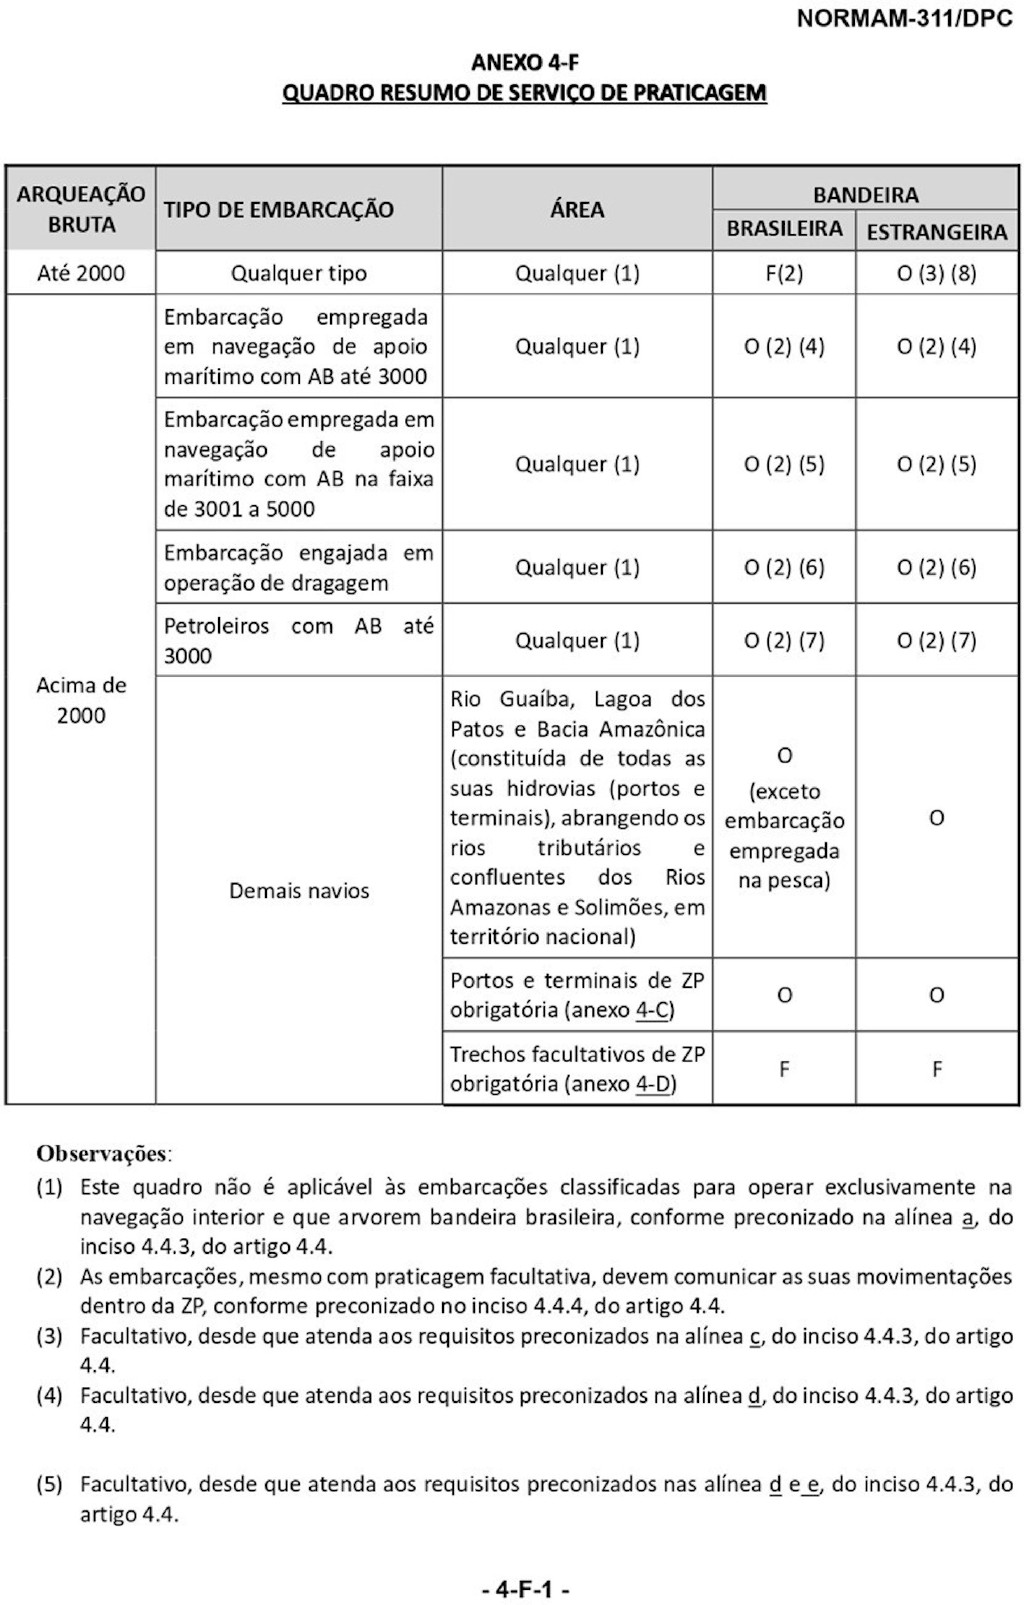 NORMAM-311/DPC
ANEXO 4-F
QUADRO RESUMO DE SERVIÇO DE PRATICAGEM
ARQUEAÇÃO
BRUTA
TIPO DE EMBARCAÇÃO
ÁREA
BANDEIRA
BRASILEIRA
ESTRANGEIRA
Até 2000
Qualquer tipo
Qualquer (1)
F(2)
O (3) (8)
Acima de
2000
Embarcação empregada
em navegação de apoio
marítimo com AB até 3000
Qualquer (1)
O (2) (4)
O (2) (4)
Embarcação empregada em
navegação de apoio
marítimo com AB na faixa
de 3001 a 5000
Qualquer (1)
O (2) (5)
O (2) (5)
Embarcação engajada em
operação de dragagem
Qualquer (1)
O (2) (6)
O (2) (6)
Petroleiros com AB até
3000
Qualquer (1)
O (2) (7)
O (2) (7)
Demais navios
Rio Guaíba, Lagoa dos
Patos e Bacia Amazônica
(constituída de todas as
suas hidrovias (portos e
terminais), abrangendo os
rios tributários e
confluentes dos Rios
Amazonas e Solimões, em
território nacional)
O
(exceto
embarcação
empregada
na pesca)
O
Portos e terminais de ZP
obrigatória (anexo 4-C)
O
O
Trechos facultativos de ZP
obrigatória (anexo 4-D)
F
F
Observações:
(1) Este quadro não é aplicável às embarcações classificadas para operar exclusivamente na
navegação interior e que arvorem bandeira brasileira, conforme preconizado na alínea a, do
inciso 4.4.3, do artigo 4.4.
(2) As embarcações, mesmo com praticagem facultativa, devem comunicar as suas movimentações
dentro da ZP, conforme preconizado no inciso 4.4.4, do artigo 4.4.
(3) Facultativo, desde que atenda aos requisitos preconizados na alínea c, do inciso 4.4.3, do artigo
4.4.
(4) Facultativo, desde que atenda aos requisitos preconizados na alínea d, do inciso 4.4.3, do artigo
4.4.
(5) Facultativo, desde que atenda aos requisitos preconizados nas alínea d e e, do inciso 4.4.3, do
artigo 4.4.
- 4-F-1 -